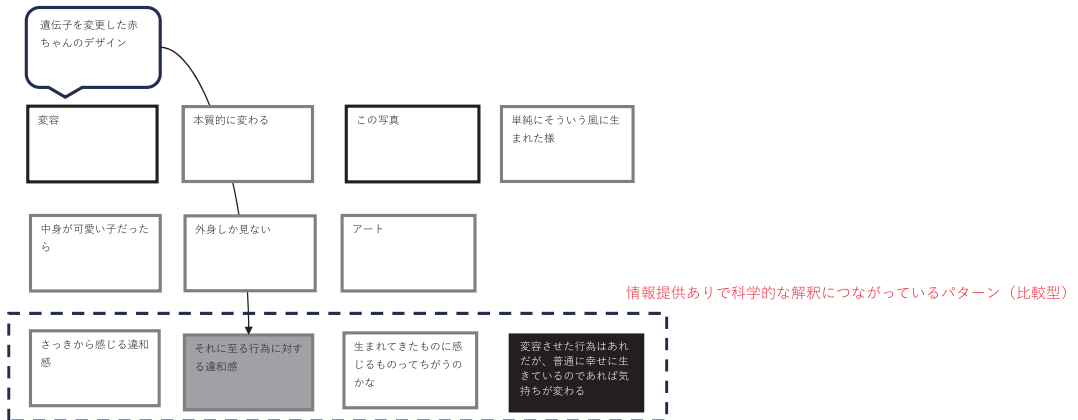 遺伝子を変更した赤
ちゃんのデザイン
変容
本質的に変わる
この写真
単純にそういう風に生
まれた様
中身が可愛い子だった
ら
外身しか見ない
アート
情報提供ありで科学的な解釈につながっているパターン（比較型）
さっきから感じる違和
感
それに至る行為に対す
る違和感
生まれてきたものに感
じるものってちがうの
かな
変容させた行為はあれ
だが、普通に幸せに生
きているのであれば気
持ちが変わる